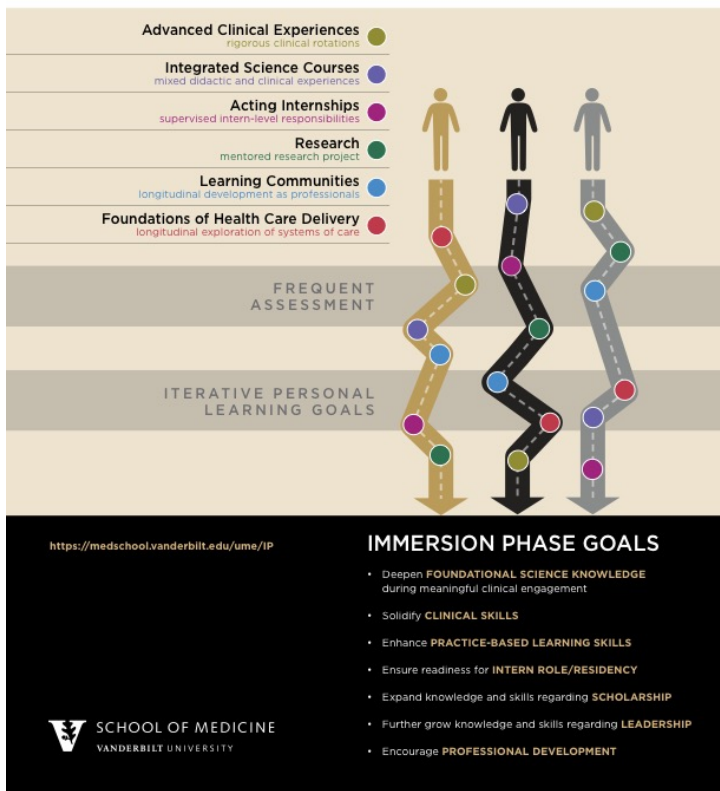 Advanced Clinical Experiences
rigorous clinical rotations
Integrated Science Courses
mixed didactic and clinical experiences
Acting Internships
supervised intern-level responsibilities
Research
mentored research project
Learning Communities
longitudinal development as professionals
Foundations of Health Care Delivery
longitudinal exploration of systems of care
FREQUENT
ASSESSMENT
ITERATIVE PERSONAL
LEARNING GOALS
https://medschool.vanderbilt.edu/ume/IP
IMMERSION PHASE GOALS
• Deepen FOUNDATIONAL SCIENCE KNOWLEDGE
during meaningful clinical engagement
• Solidify CLINICAL SKILLS
• Enhance PRACTICE-BASED LEARNING SKILLS
• Ensure readiness for INTERN ROLE/RESIDENCY
• Expand knowledge and skills regarding SCHOLARSHIP
• Further grow knowledge and skills regarding LEADERSHIP
• Encourage PROFESSIONAL DEVELOPMENT
V SCHOOL OF MEDICINE
VANDERBILT UNIVERSITY